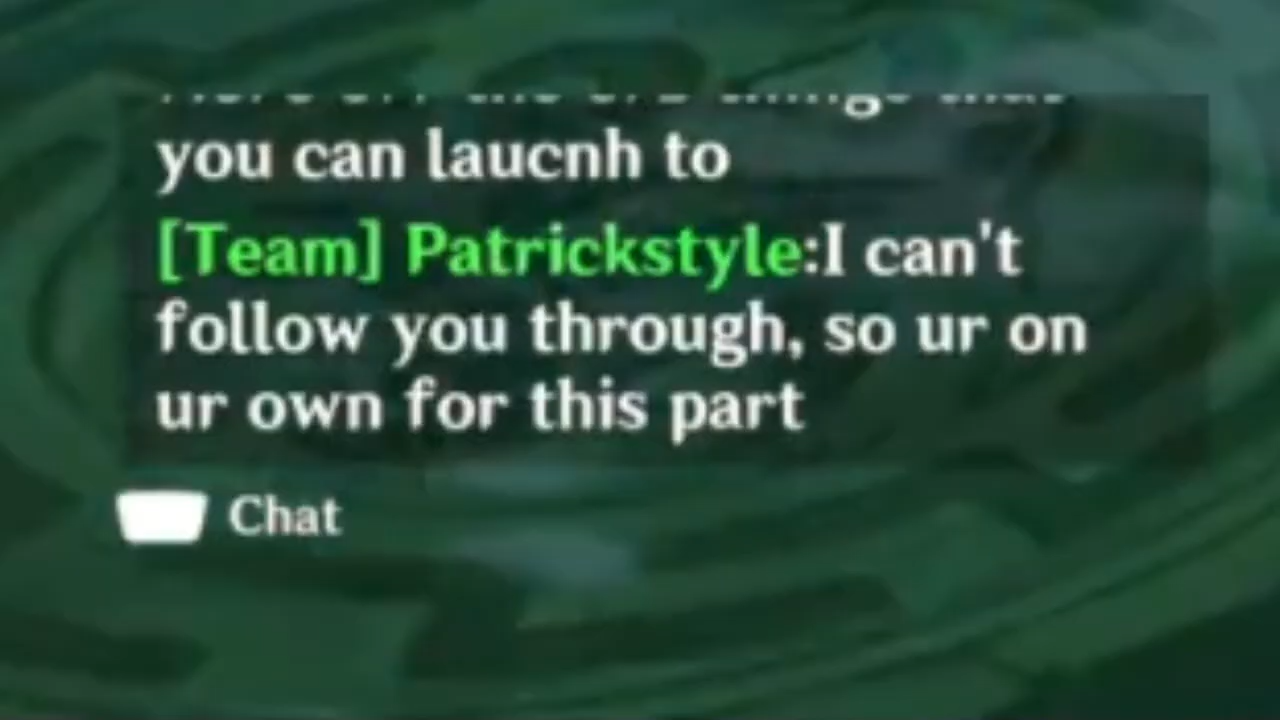 you can laucnh to
[Team] Patrickstyle:I can't
follow you through, so ur on
ur own for this part
Chat